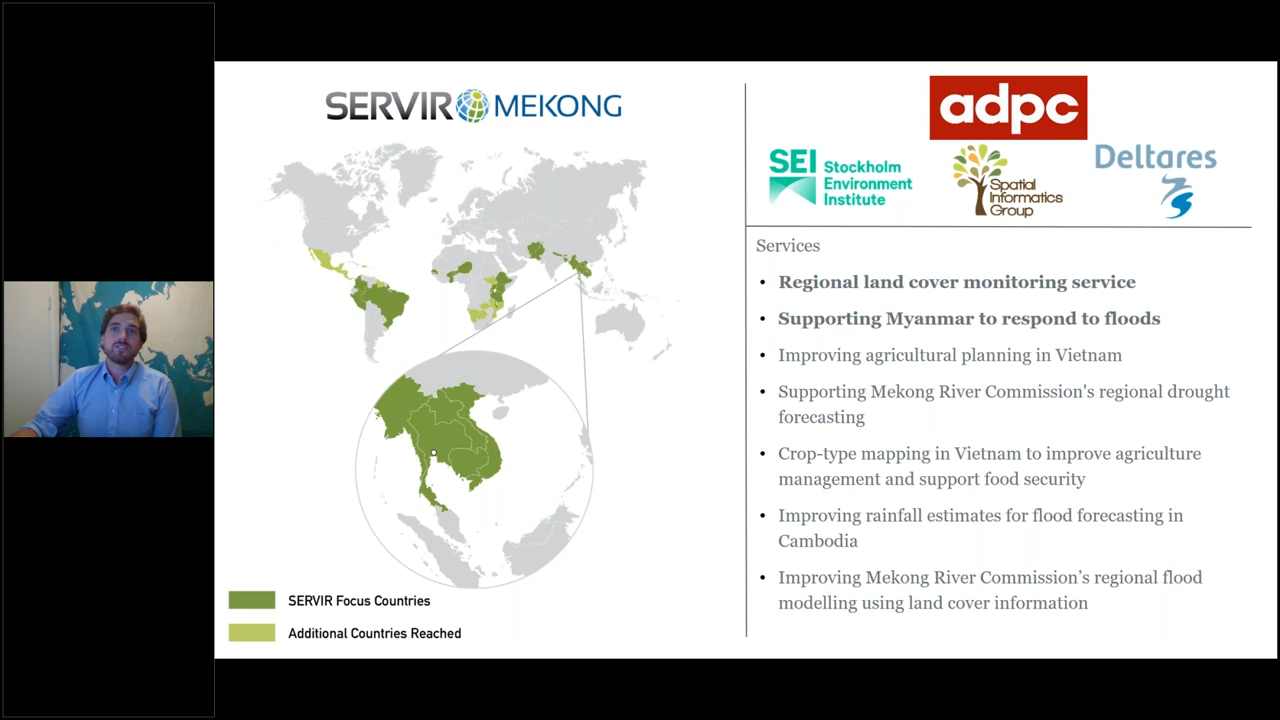 SERVIR MEKONG
SERVIR Focus Countries
Additional Countries Reached
adpc
SEI Stockholm
Environment
Institute
Spatial
Informatics
Group
Deltares
Services
• Regional land cover monitoring service
• Supporting Myanmar to respond to floods
• Improving agricultural planning in Vietnam
• Supporting Mekong River Commission's regional drought
forecasting
• Crop-type mapping in Vietnam to improve agriculture
management and support food security
• Improving rainfall estimates for flood forecasting in
Cambodia
• Improving Mekong River Commission’s regional flood
modelling using land cover information